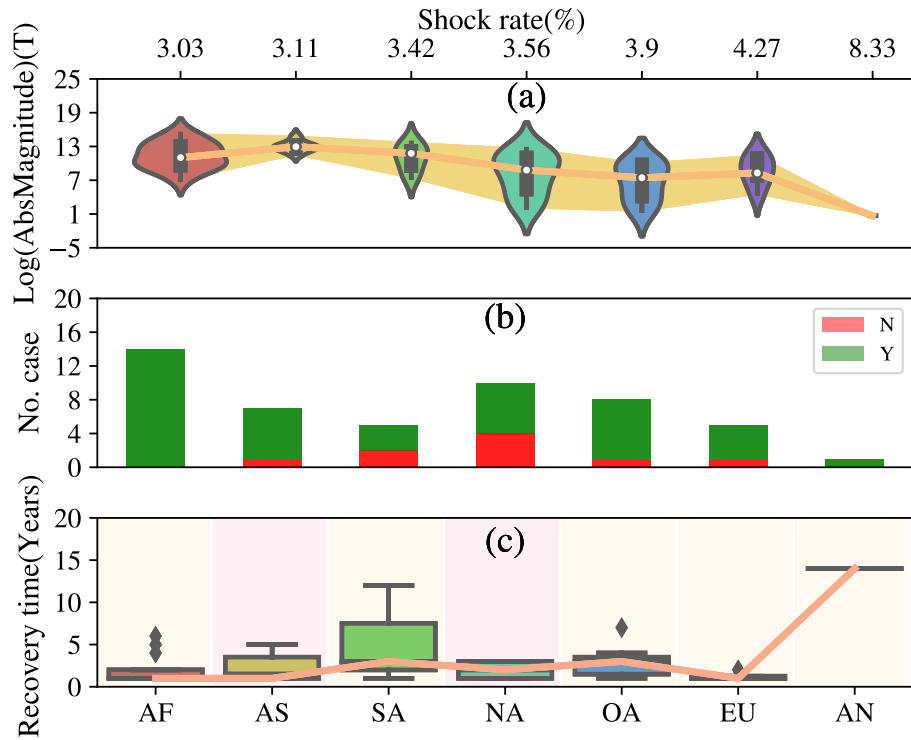 Shock rate(%)
3.03 3.11 3.42 3.56 3.9 4.27 8.33
(a)
Log(AbsMagnitude)(T)
25
19
13
7
1
−5
(b)
No. case
20
16
12
8
4
0
N
Y
(c)
Recovery time(Years)
20
15
10
5
0
AF AS SA NA OA EU AN